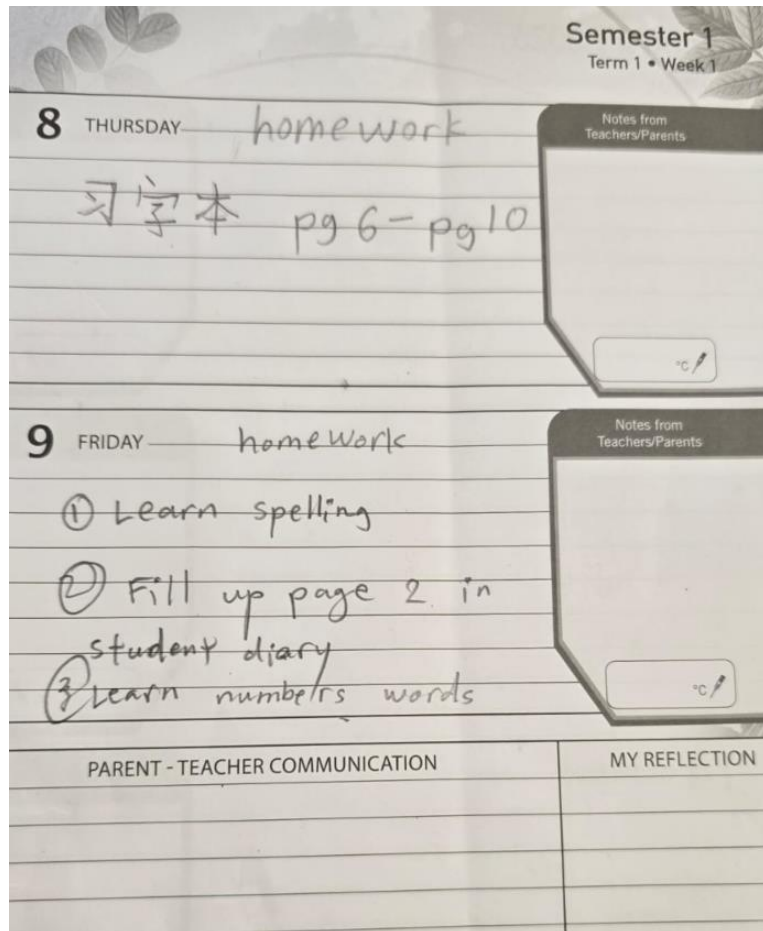 Semester 1
Term 1 • Week 1
8 THURSDAY homework
Notes from
Teachers/Parents
习字本 pg 6 - pg 10
°C
9 FRIDAY homework
Notes from
Teachers/Parents
① Learn spelling
② Fill up page 2 in
student diary
③ Learn numbers words
°C
PARENT - TEACHER COMMUNICATION
MY REFLECTION